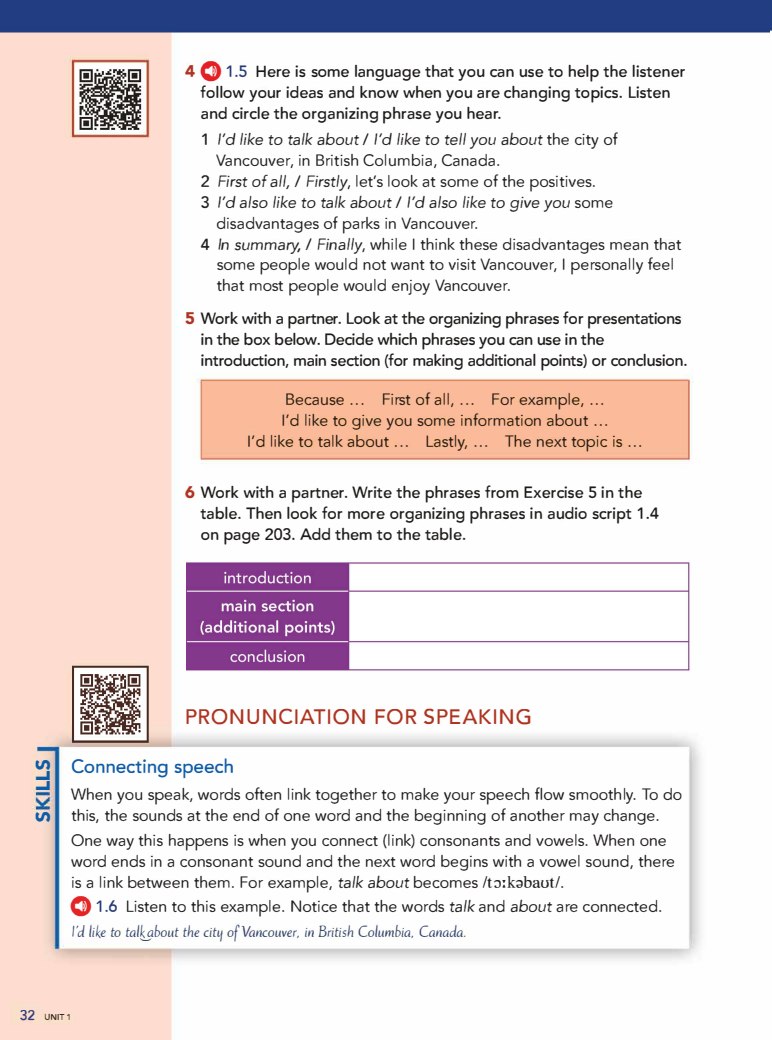 4 1.5 Here is some language that you can use to help the listener
follow your ideas and know when you are changing topics. Listen
and circle the organizing phrase you hear.
1 I'd like to talk about / I'd like to tell you about the city of
Vancouver, in British Columbia, Canada.
2 First of all, / Firstly, let's look at some of the positives.
3 I'd also like to talk about / I'd also like to give you some
disadvantages of parks in Vancouver.
4 In summary, / Finally, while I think these disadvantages mean that
some people would not want to visit Vancouver, I personally feel
that most people would enjoy Vancouver.
5 Work with a partner. Look at the organizing phrases for presentations
in the box below. Decide which phrases you can use in the
introduction, main section (for making additional points) or conclusion.
Because … First of all, … For example, …
I'd like to give you some information about …
I'd like to talk about … Lastly, … The next topic is …
6 Work with a partner. Write the phrases from Exercise 5 in the
table. Then look for more organizing phrases in audio script 1.4
on page 203. Add them to the table.
introduction
main section
(additional points)
conclusion
PRONUNCIATION FOR SPEAKING
SKILLS
Connecting speech
When you speak, words often link together to make your speech flow smoothly. To do
this, the sounds at the end of one word and the beginning of another may change.
One way this happens is when you connect (link) consonants and vowels. When one
word ends in a consonant sound and the next word begins with a vowel sound, there
is a link between them. For example, talk about becomes /tɔːkəbaʊt/.
1.6 Listen to this example. Notice that the words talk and about are connected.
I'd like to talk‿about the city of Vancouver, in British Columbia, Canada.
32 UNIT 1